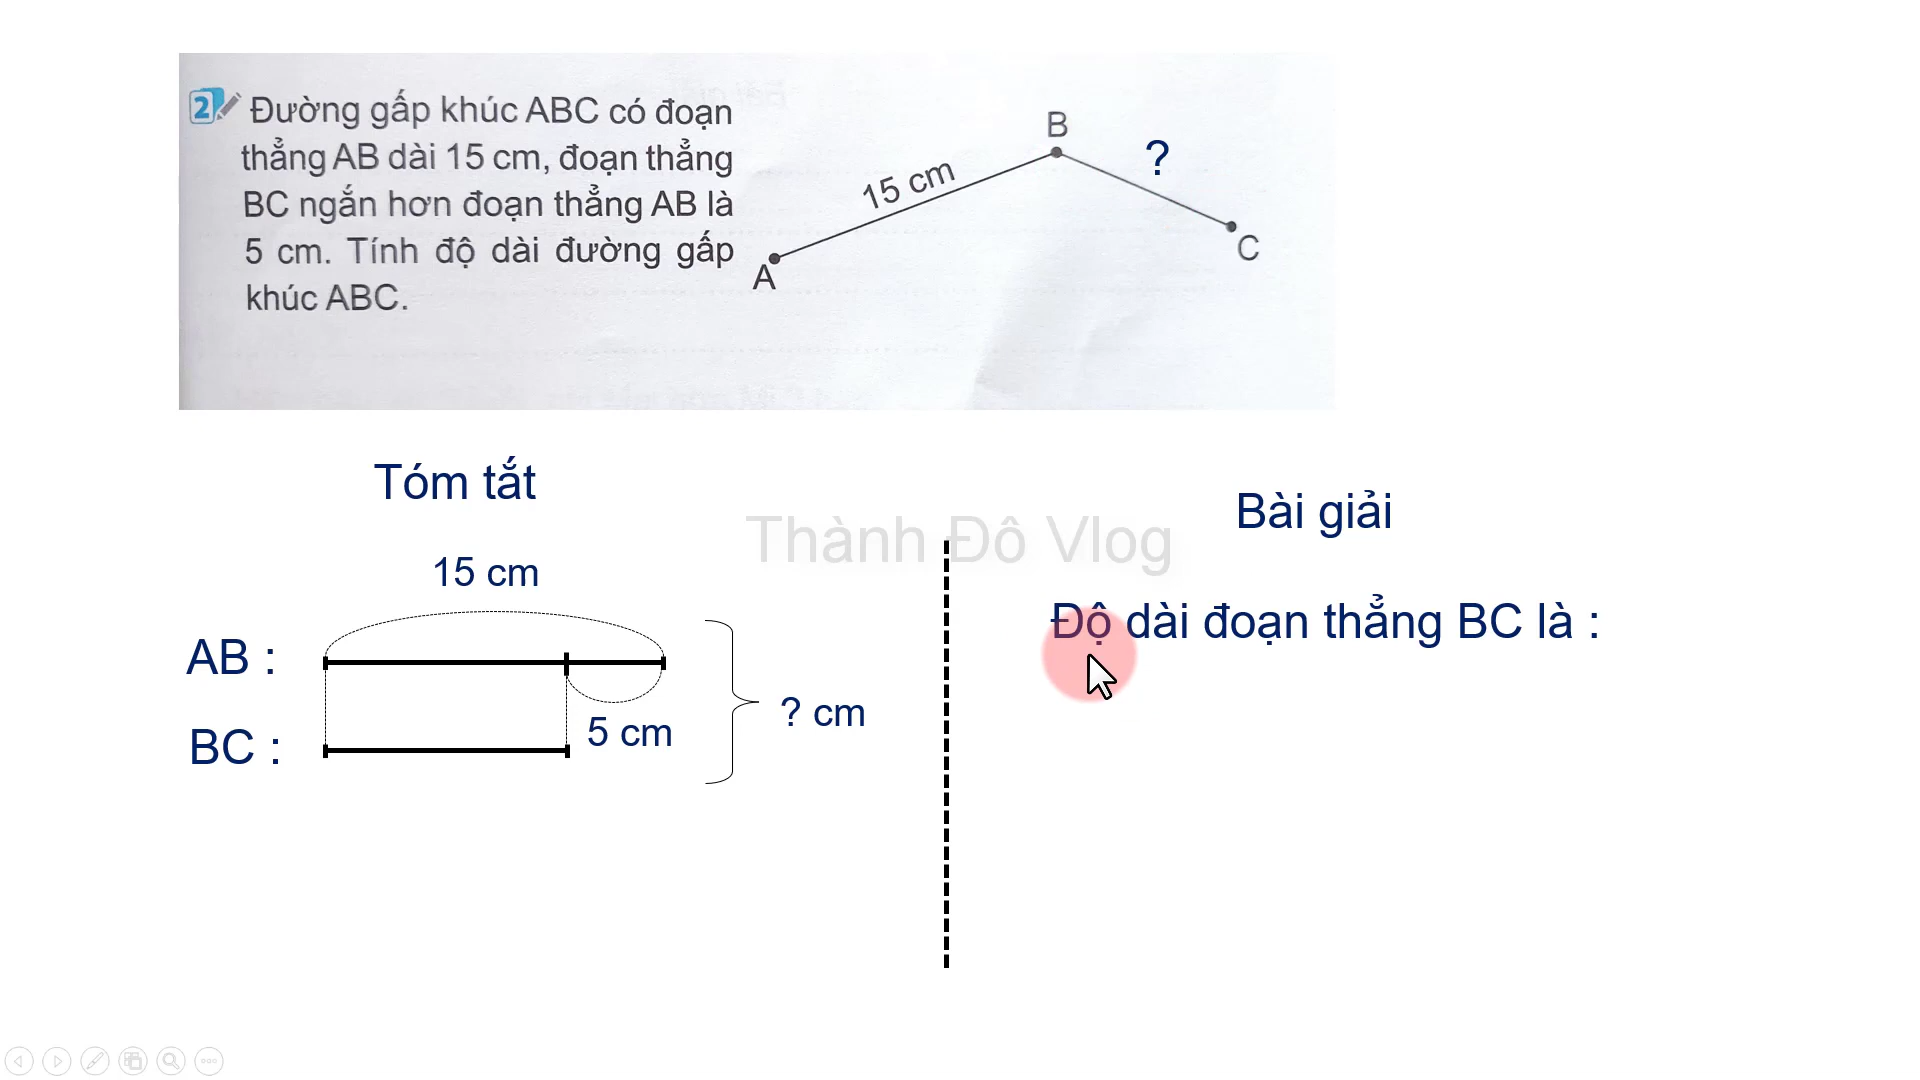 2 Đường gấp khúc ABC có đoạn
thẳng AB dài 15 cm, đoạn thẳng
BC ngắn hơn đoạn thẳng AB là
5 cm. Tính độ dài đường gấp
khúc ABC.
B
?
15 cm
C
A
Tóm tắt
Bài giải
Thành Đô Vlog
15 cm
Độ dài đoạn thẳng BC là :
AB :
? cm
5 cm
BC :